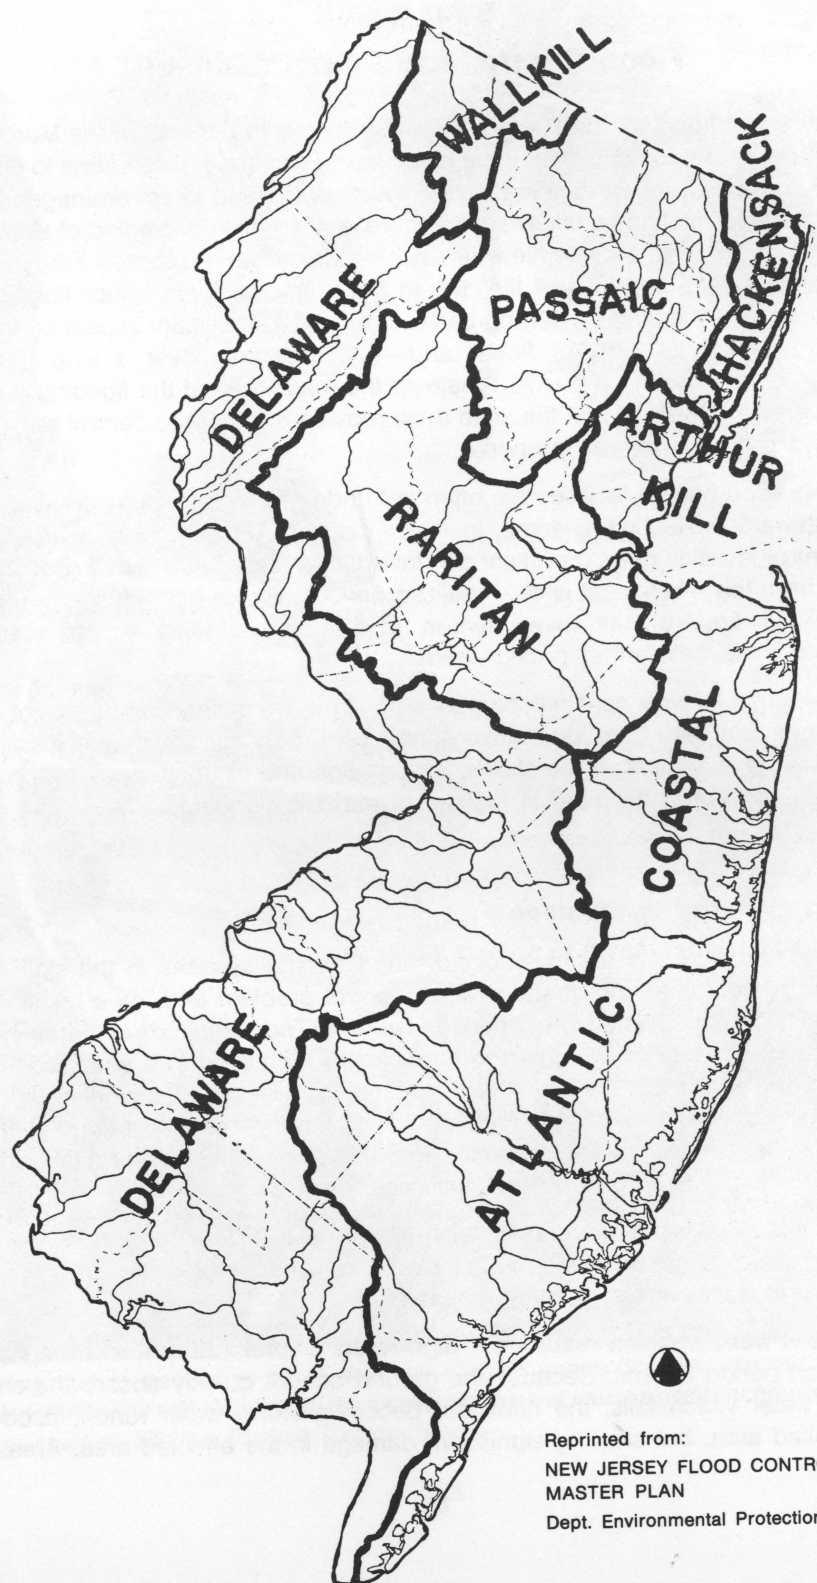 WALLKILL
HACKENSACK
PASSAIC
DELAWARE
ARTHUR
KILL
RARITAN
COASTAL
ATLANTIC
DELAWARE
Reprinted from:
NEW JERSEY FLOOD CONTRO
MASTER PLAN
Dept. Environmental Protection